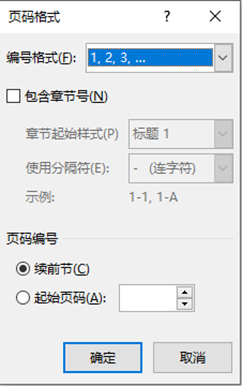 页码格式 ? ×
编号格式(F): 1, 2, 3, ...
包含章节号(N)
章节起始样式(P) 标题 1
使用分隔符(E): - (连字符)
示例: 1-1, 1-A
页码编号
续前节(C)
起始页码(A):
确定 取消